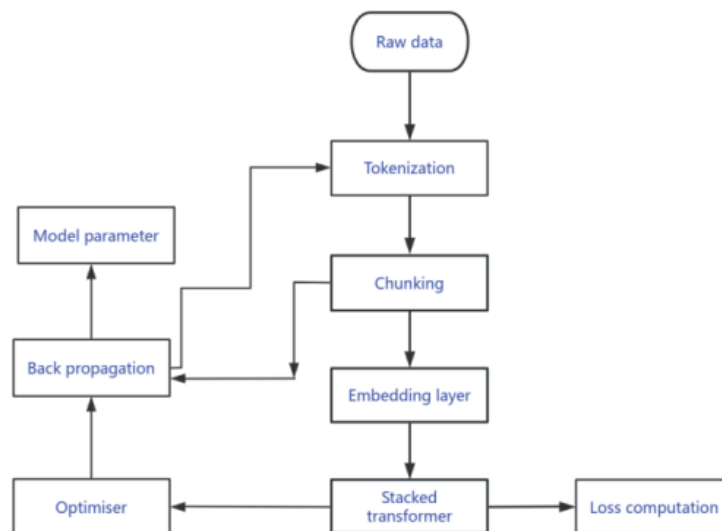 Raw data
Tokenization
Model parameter
Chunking
Back propagation
Embedding layer
Optimiser
Stacked
transformer
Loss computation